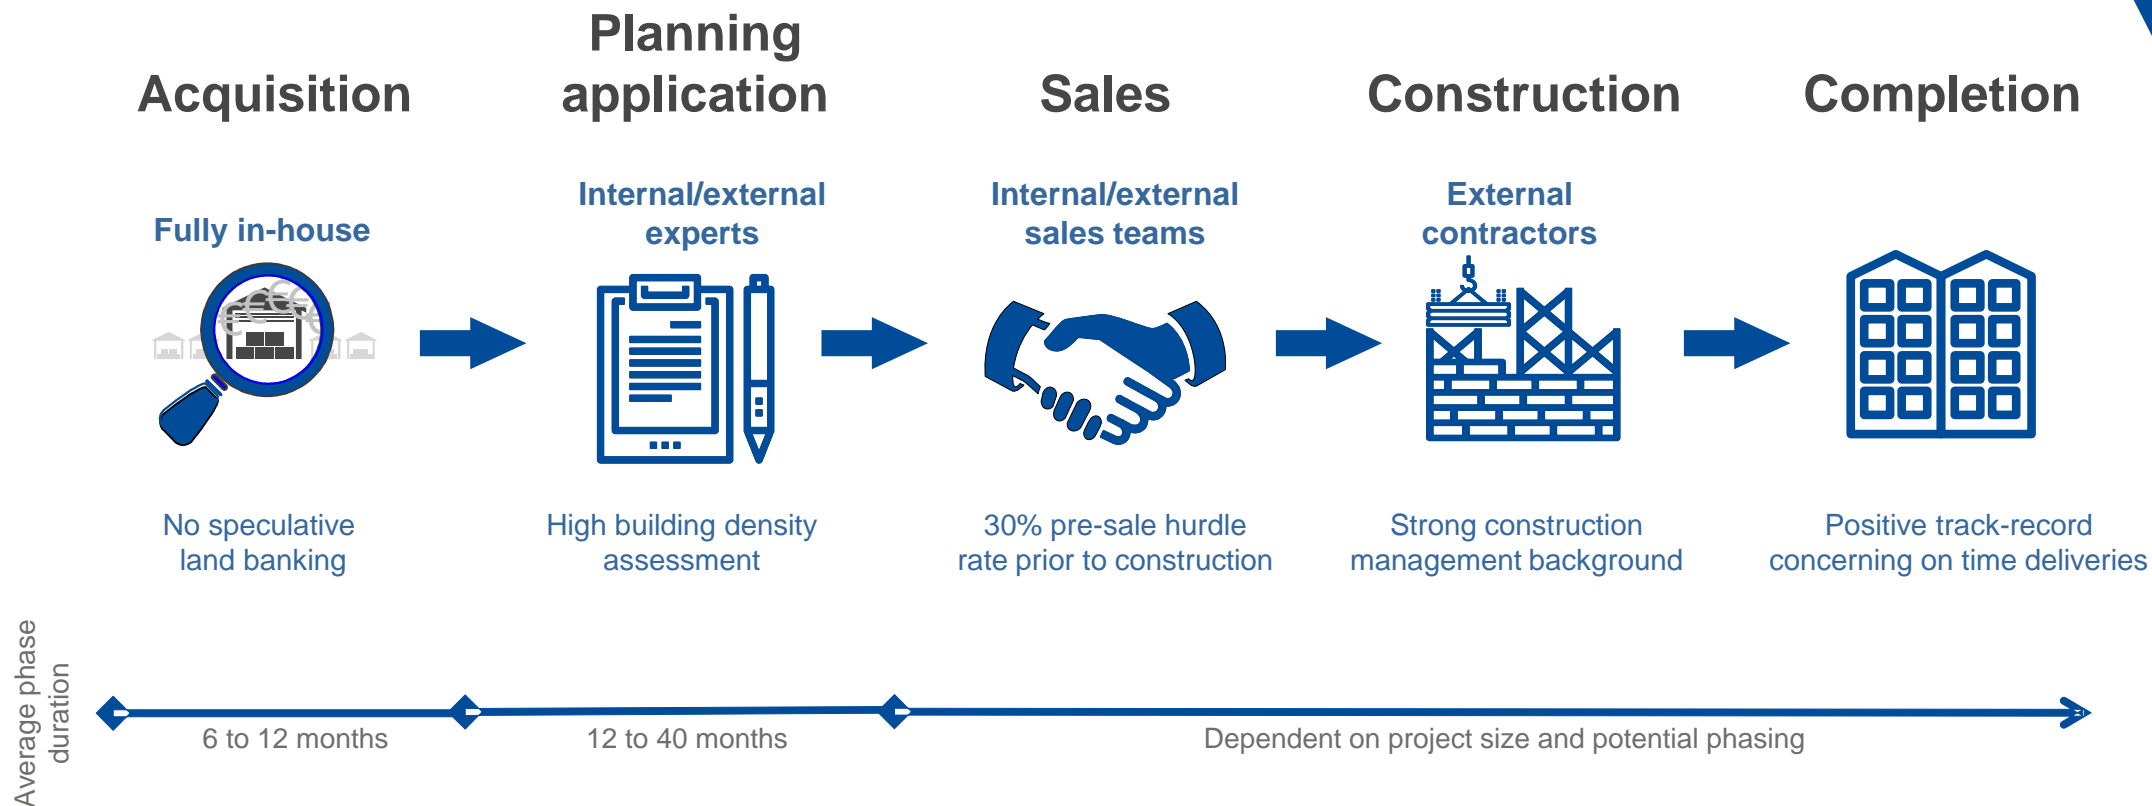 Acquisition
Planning
application
Sales
Construction
Completion
Fully in-house
Internal/external
experts
Internal/external
sales teams
External
contractors
No speculative
land banking
High building density
assessment
30% pre-sale hurdle
rate prior to construction
Strong construction
management background
Positive track-record
concerning on time deliveries
Average phase
duration
6 to 12 months
12 to 40 months
Dependent on project size and potential phasing